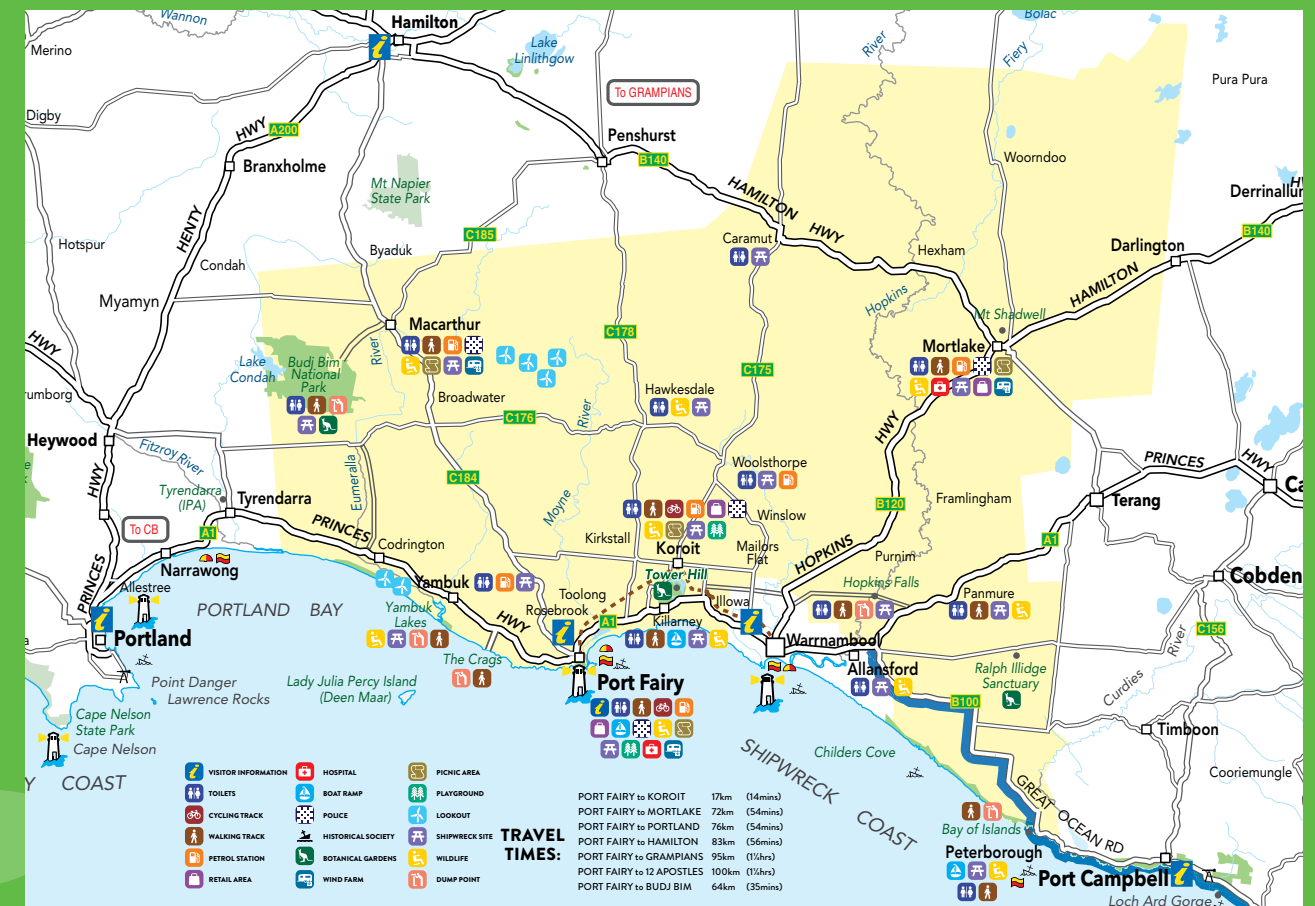 Wannon
Hamilton
Bolac
Merino
Lake
Linlithgow
River
Fiery
Pura Pura
To GRAMPIANS
Digby
HWY
A200
Penshurst
B140
Branxholme
Woorndoo
Mt Napier
State Park
HAMILTON
HWY
Derrinallum
HENTY
C185
Caramut
Hexham
Darlington
B140
Hotspur
Byaduk
Condah
Myamyn
Hopkins
HAMILTON
Mt Shadwell
HWY
Macarthur
C178
Mortlake
River
Lake
Condah
Budj Bim
National
Park
C175
Hawkesdale
Broadwater
River
C176
HWY
Heywood
Fitzroy River
PRINCES
HWY
Woolsthorpe
HWY
Eumeralla
C184
Tyrendarra
(IPA)
Tyrendarra
Moyne
B120
Framlingham
Terang
To CB
A1
PRINCES
Winslow
Codrington
Kirkstall
Koroit
Mailors
Flat
HOPKINS
Purnim
A1
Narrawong
Allestree
PRINCES
Yambuk
Tower Hill
Hopkins Falls
Cobden
PORTLAND BAY
Yambuk
Lakes
Toolong
Rosebrook
Illowa
Panmure
HWY
A1
Killarney
C156
River
Portland
Warrnambool
The Crags
Allansford
Ralph Illidge
Sanctuary
Point Danger
Lawrence Rocks
Lady Julia Percy Island
(Deen Maar)
Port Fairy
Curdies
B100
Cape Nelson
State Park
Cape Nelson
Timboon
SHIPWRECK
COAST
Childers Cove
Y COAST
Cooriemungle
GREAT
OCEAN RD
Bay of Islands
Peterborough
Port Campbell
Loch Ard Gorge
VISITOR INFORMATION
TOILETS
CYCLING TRACK
WALKING TRACK
PETROL STATION
RETAIL AREA
HOSPITAL
BOAT RAMP
POLICE
HISTORICAL SOCIETY
BOTANICAL GARDENS
WIND FARM
PICNIC AREA
PLAYGROUND
LOOKOUT
SHIPWRECK SITE
WILDLIFE
DUMP POINT
TRAVEL
TIMES:
PORT FAIRY to KOROIT 17km (14mins)
PORT FAIRY to MORTLAKE 72km (54mins)
PORT FAIRY to PORTLAND 76km (54mins)
PORT FAIRY to HAMILTON 83km (56mins)
PORT FAIRY to GRAMPIANS 95km (1¼hrs)
PORT FAIRY to 12 APOSTLES 100km (1¼hrs)
PORT FAIRY to BUDJ BIM 64km (35mins)